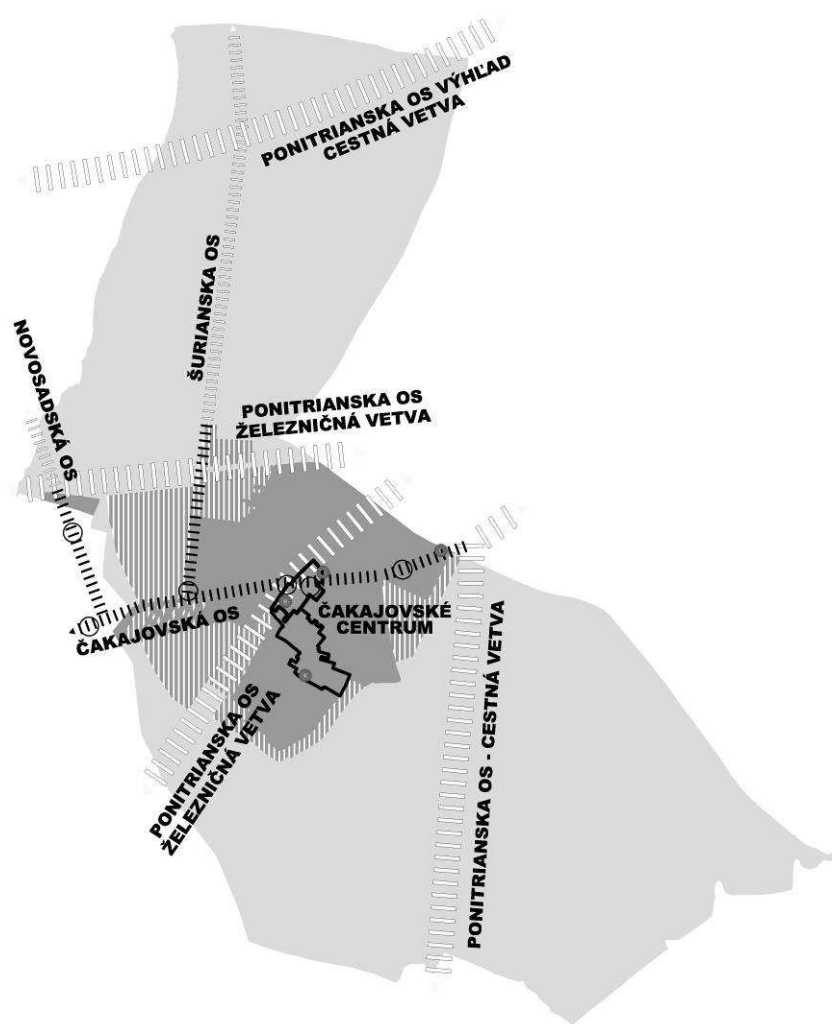 PONITRIANSKA OS VÝHĽAD
CESTNÁ VETVA
ŠURIANSKA OS
NOVOSADSKÁ OS
PONITRIANSKA OS
ŽELEZNIČNÁ VETVA
ČAKAJOVSKÁ OS
ČAKAJOVSKÉ
CENTRUM
PONITRIANSKA OS
ŽELEZNIČNÁ VETVA
PONITRIANSKA OS - CESTNÁ VETVA